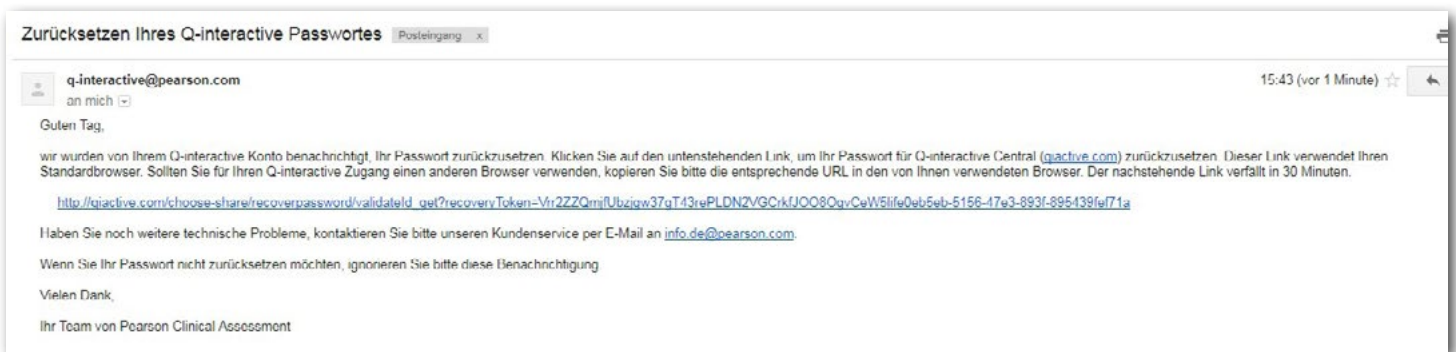 Zurücksetzen Ihres Q-interactive Passwortes Posteingang x
q-interactive@pearson.com 15:43 (vor 1 Minute)
an mich
Guten Tag,
wir wurden von Ihrem Q-interactive Konto benachrichtigt, Ihr Passwort zurückzusetzen. Klicken Sie auf den untenstehenden Link, um Ihr Passwort für Q-interactive Central (qiactive.com) zurückzusetzen. Dieser Link verwendet Ihren
Standardbrowser. Sollten Sie für Ihren Q-interactive Zugang einen anderen Browser verwenden, kopieren Sie bitte die entsprechende URL in den von Ihnen verwendeten Browser. Der nachstehende Link verfällt in 30 Minuten.
Haben Sie noch weitere technische Probleme, kontaktieren Sie bitte unseren Kundenservice per E-Mail an info.de@pearson.com.
Wenn Sie Ihr Passwort nicht zurücksetzen möchten, ignorieren Sie bitte diese Benachrichtigung
Vielen Dank,
Ihr Team von Pearson Clinical Assessment